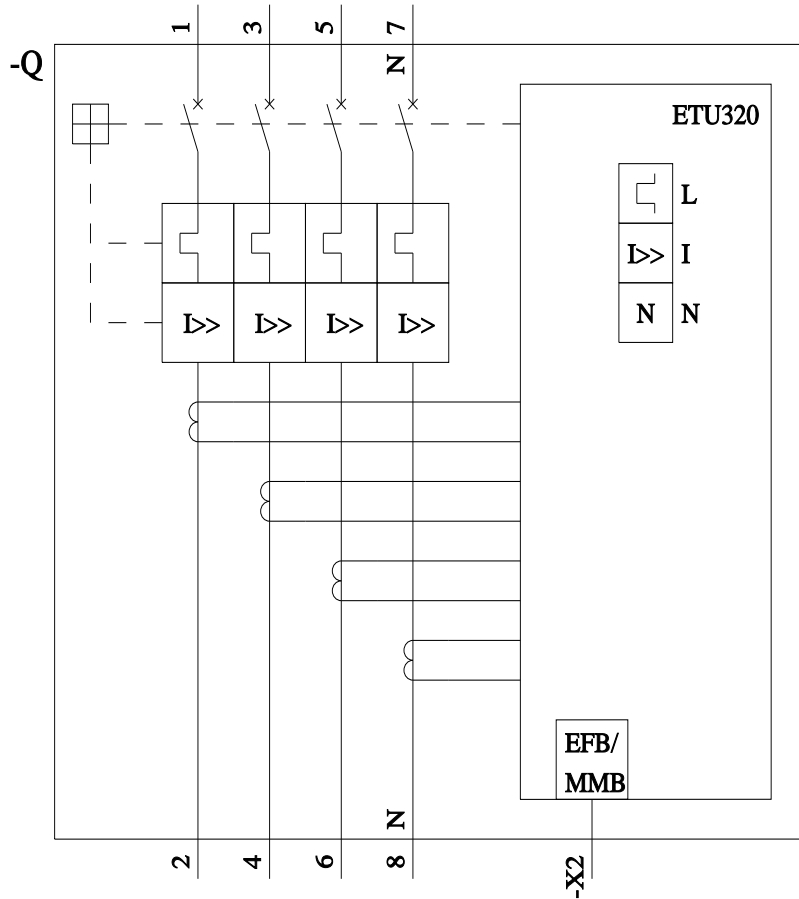 1 3 5 7
-Q
N
ETU320
L
I>> I
N N
I>> I>> I>> I>>
EFB/
MMB
N
2 4 6 8
-X2